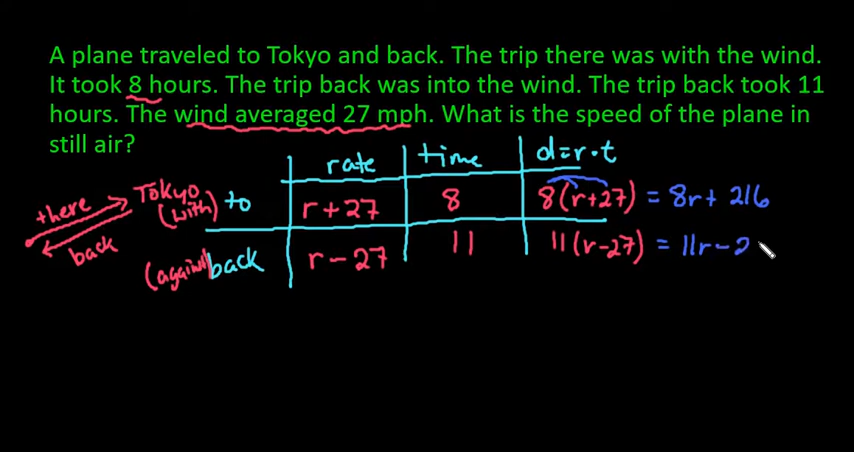 A plane traveled to Tokyo and back. The trip there was with the wind.
It took 8 hours. The trip back was into the wind. The trip back took 11
hours. The wind averaged 27 mph. What is the speed of the plane in
still air?
rate time d=r·t
there Tokyo (with) to r+27 8 8(r+27) = 8r + 216
back (against) back r-27 11 11(r-27) = 11r - 2